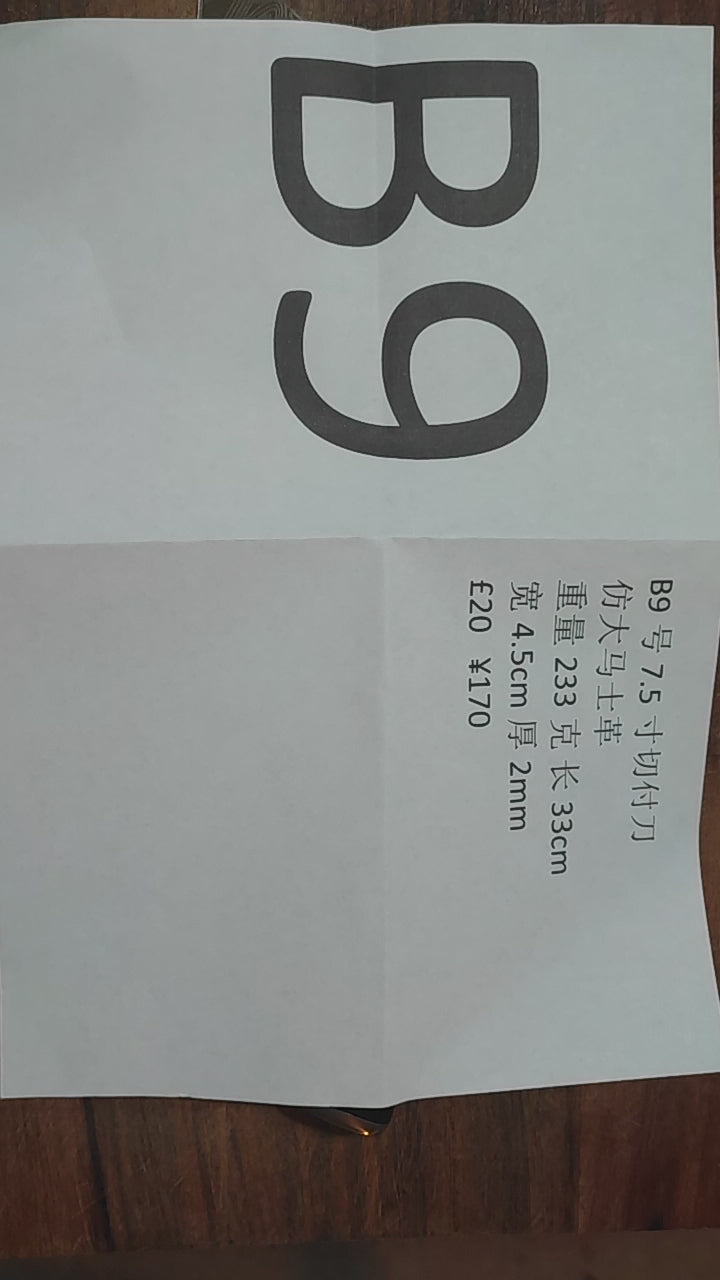 B9
B9 号 7.5 寸切付刀
仿大马士革
重量 233 克 长 33cm
宽 4.5cm 厚 2mm
£20 ¥170